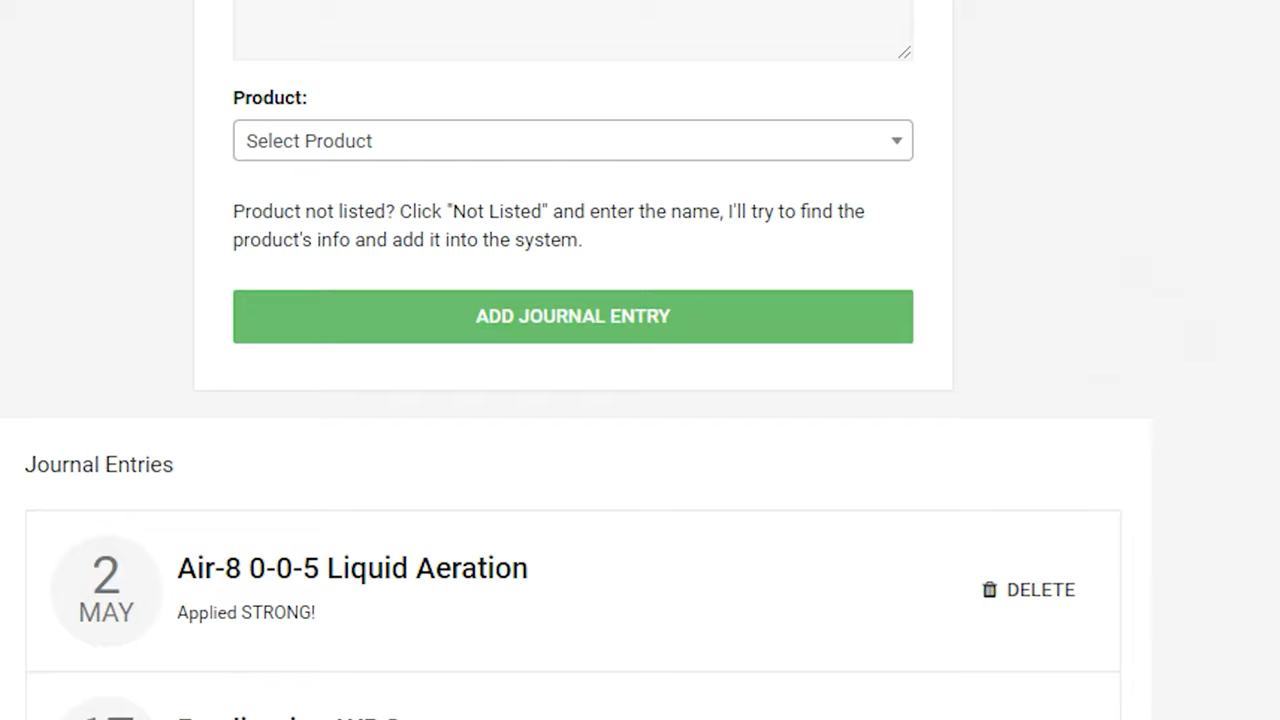 Product:
Select Product
Product not listed? Click "Not Listed" and enter the name, I'll try to find the
product's info and add it into the system.
ADD JOURNAL ENTRY
Journal Entries
2
MAY
Air-8 0-0-5 Liquid Aeration
Applied STRONG!
DELETE